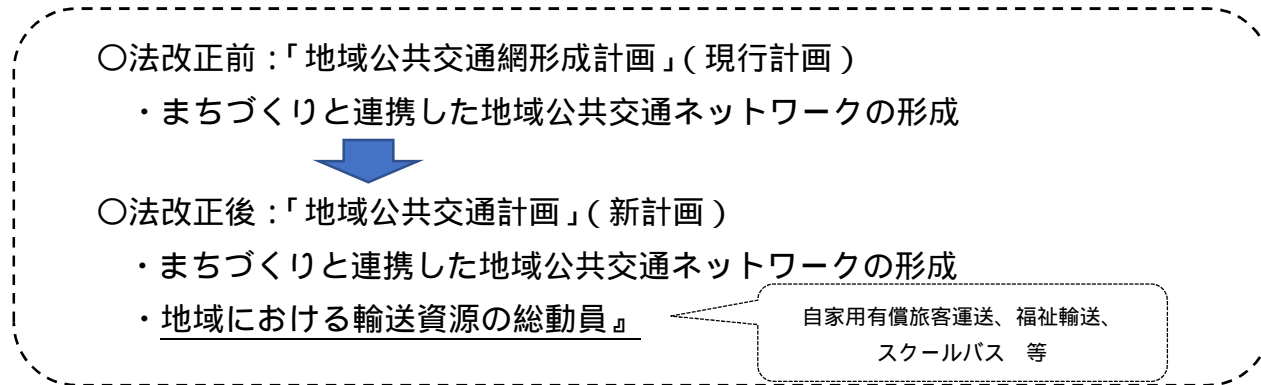 〇法改正前：「地域公共交通網形成計画」(現行計画)
・まちづくりと連携した地域公共交通ネットワークの形成
〇法改正後：「地域公共交通計画」(新計画)
・まちづくりと連携した地域公共交通ネットワークの形成
・地域における輸送資源の総動員』
自家用有償旅客運送、福祉輸送、
スクールバス　等